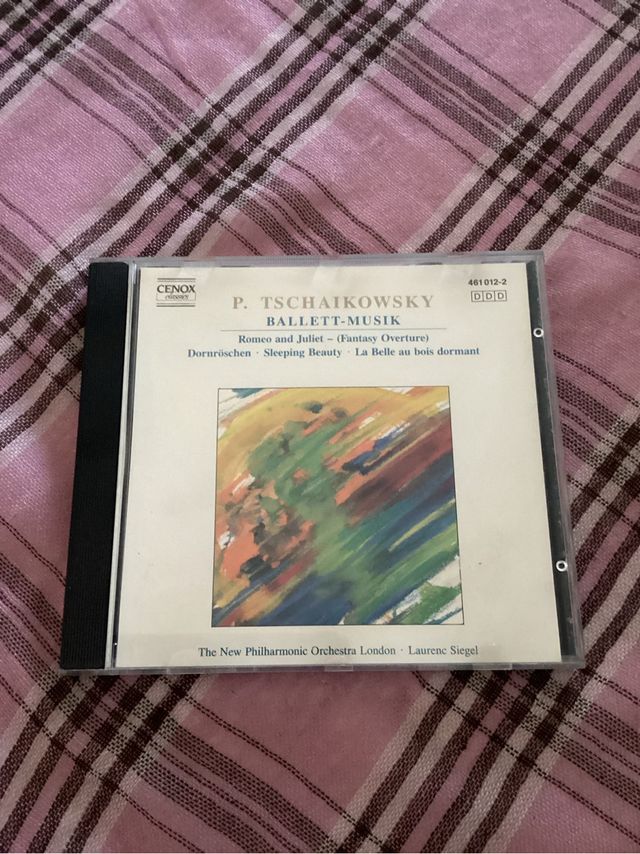 CENOX
CLASSICS
461 012-2
DDD
P. TSCHAIKOWSKY
BALLETT-MUSIK
Romeo and Juliet – (Fantasy Overture)
Dornröschen · Sleeping Beauty · La Belle au bois dormant
The New Philharmonic Orchestra London · Laurenc Siegel